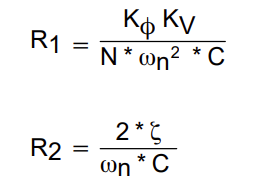 R1 = Kϕ KV / N * ωn² * C
R2 = 2 * ζ / ωn * C